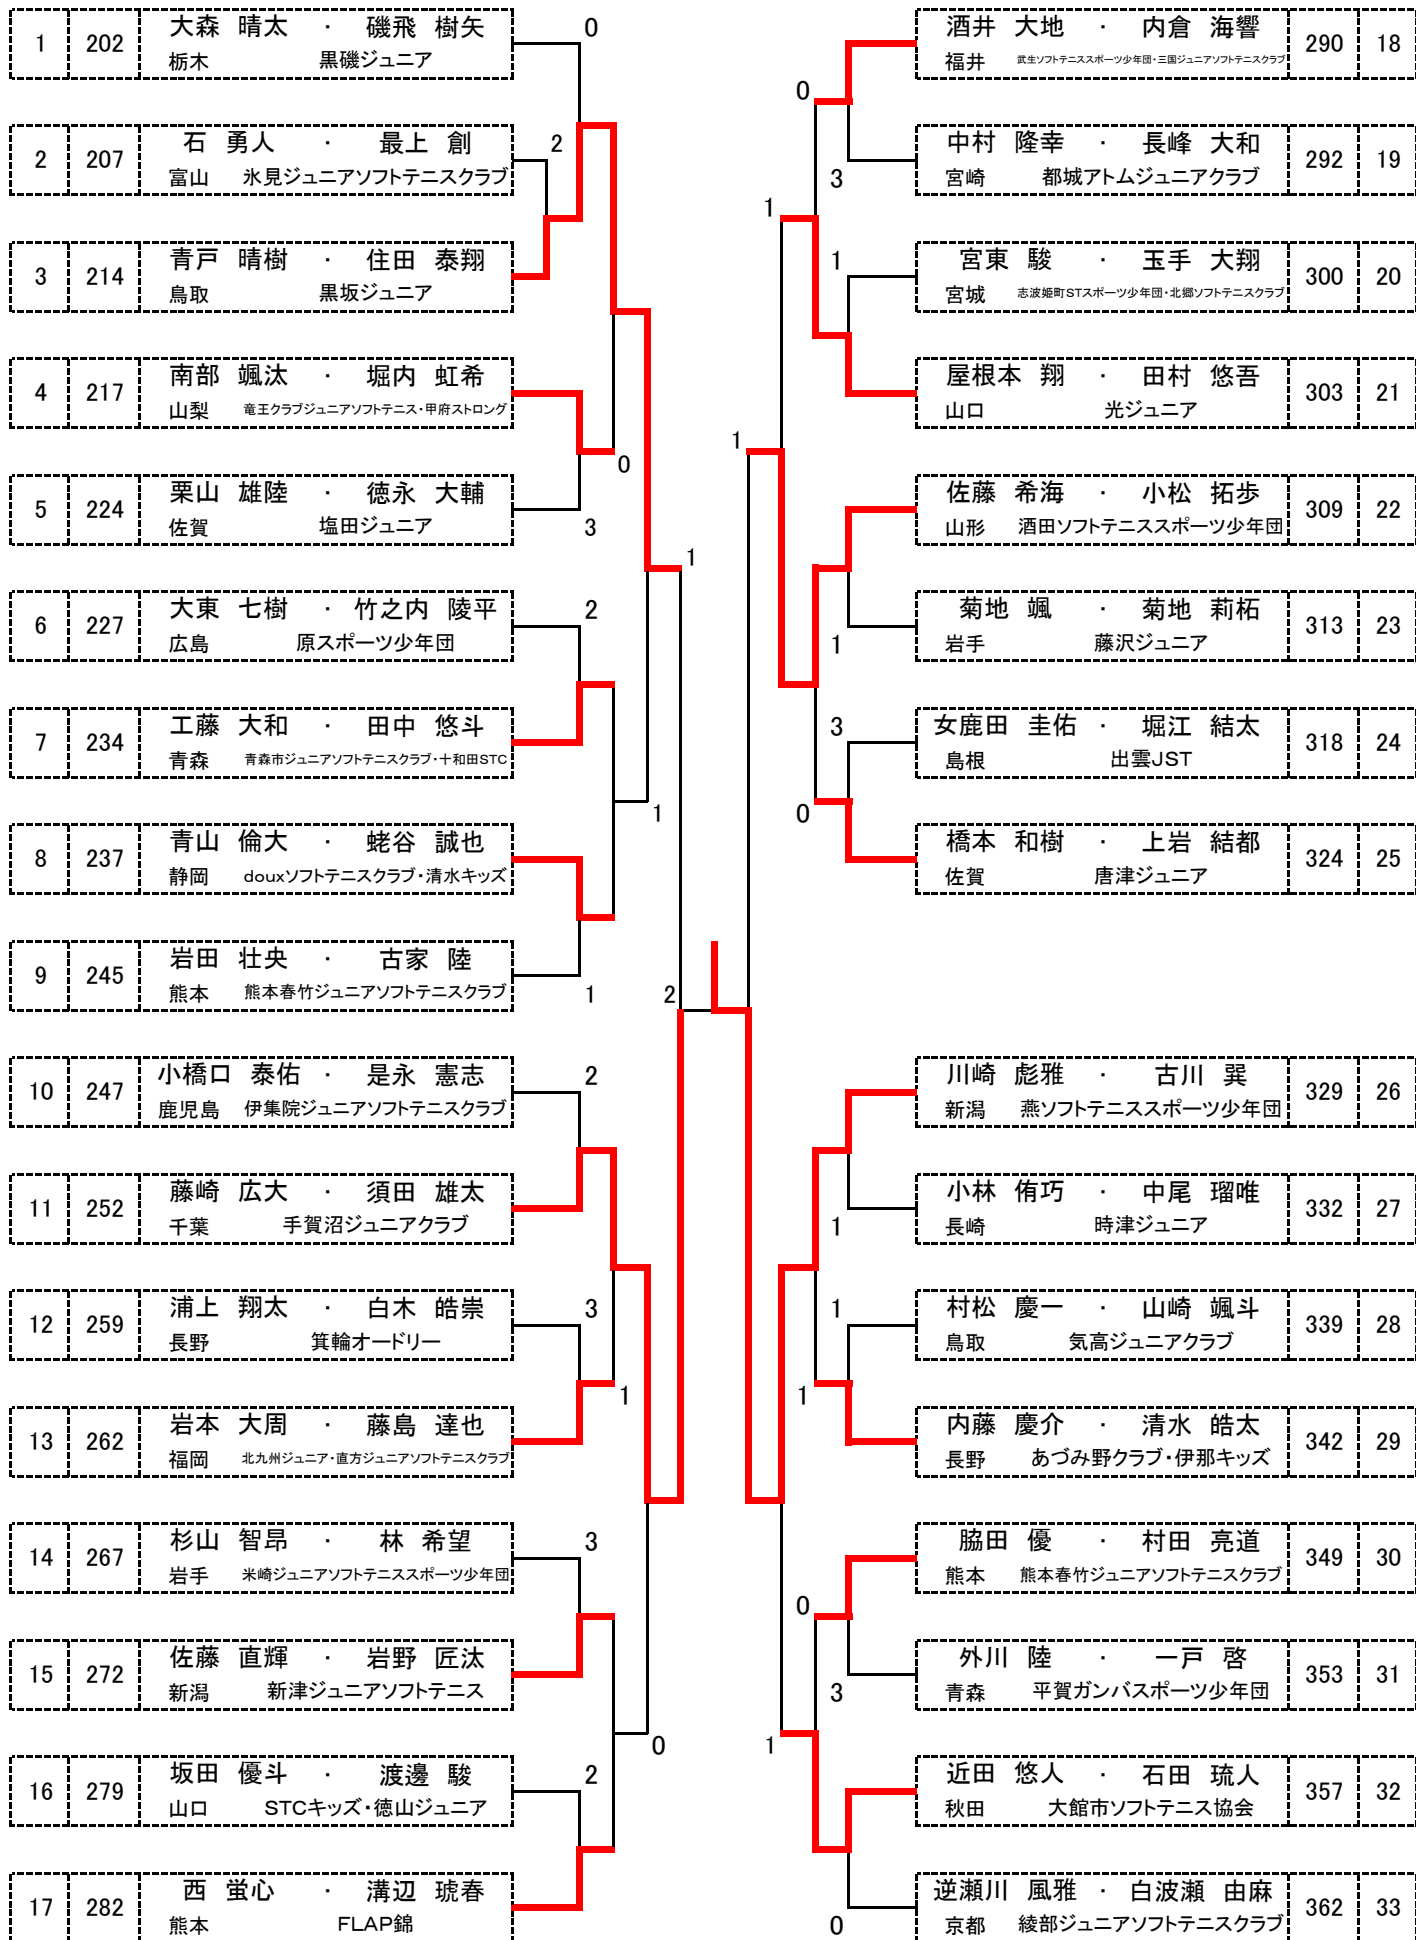 1 202 大森 晴太 ・ 磯飛 樹矢
栃木 黒磯ジュニア
0
2 207 石 勇人 ・ 最上 創
富山 氷見ジュニアソフトテニスクラブ
2
3 214 青戸 晴樹 ・ 住田 泰翔
鳥取 黒坂ジュニア
4 217 南部 颯汰 ・ 堀内 虹希
山梨 竜王クラブジュニアソフトテニス・甲府ストロング
0
5 224 栗山 雄陸 ・ 徳永 大輔
佐賀 塩田ジュニア
3
1
6 227 大東 七樹 ・ 竹之内 陵平
広島 原スポーツ少年団
2
7 234 工藤 大和 ・ 田中 悠斗
青森 青森市ジュニアソフトテニスクラブ・十和田STC
1
8 237 青山 倫大 ・ 蛯谷 誠也
静岡 douxソフトテニスクラブ・清水キッズ
9 245 岩田 壮央 ・ 古家 陸
熊本 熊本春竹ジュニアソフトテニスクラブ
1
2
10 247 小橋口 泰佑 ・ 是永 憲志
鹿児島 伊集院ジュニアソフトテニスクラブ
2
11 252 藤崎 広大 ・ 須田 雄太
千葉 手賀沼ジュニアクラブ
12 259 浦上 翔太 ・ 白木 皓崇
長野 箕輪オードリー
3
1
13 262 岩本 大周 ・ 藤島 達也
福岡 北九州ジュニア・直方ジュニアソフトテニスクラブ
14 267 杉山 智昂 ・ 林 希望
岩手 米崎ジュニアソフトテニススポーツ少年団
3
15 272 佐藤 直輝 ・ 岩野 匠汰
新潟 新津ジュニアソフトテニス
0
16 279 坂田 優斗 ・ 渡邊 駿
山口 STCキッズ・徳山ジュニア
2
17 282 西 蛍心 ・ 溝辺 琥春
熊本 FLAP錦
酒井 大地 ・ 内倉 海響 290 18
福井 武生ソフトテニススポーツ少年団・三国ジュニアソフトテニスクラブ
0
中村 隆幸 ・ 長峰 大和 292 19
宮崎 都城アトムジュニアクラブ
3
1
宮東 駿 ・ 玉手 大翔 300 20
宮城 志波姫町STスポーツ少年団・北郷ソフトテニスクラブ
1
屋根本 翔 ・ 田村 悠吾 303 21
山口 光ジュニア
1
佐藤 希海 ・ 小松 拓歩 309 22
山形 酒田ソフトテニススポーツ少年団
菊地 颯 ・ 菊地 莉柘 313 23
岩手 藤沢ジュニア
1
女鹿田 圭佑 ・ 堀江 結太 318 24
島根 出雲JST
3
0
橋本 和樹 ・ 上岩 結都 324 25
佐賀 唐津ジュニア
川崎 彪雅 ・ 古川 巽 329 26
新潟 燕ソフトテニススポーツ少年団
小林 侑巧 ・ 中尾 瑠唯 332 27
長崎 時津ジュニア
1
村松 慶一 ・ 山崎 颯斗 339 28
鳥取 気高ジュニアクラブ
1
1
内藤 慶介 ・ 清水 皓太 342 29
長野 あづみ野クラブ・伊那キッズ
脇田 優 ・ 村田 亮道 349 30
熊本 熊本春竹ジュニアソフトテニスクラブ
0
外川 陸 ・ 一戸 啓 353 31
青森 平賀ガンバスポーツ少年団
3
1
近田 悠人 ・ 石田 琉人 357 32
秋田 大館市ソフトテニス協会
逆瀬川 風雅 ・ 白波瀬 由麻 362 33
京都 綾部ジュニアソフトテニスクラブ
0